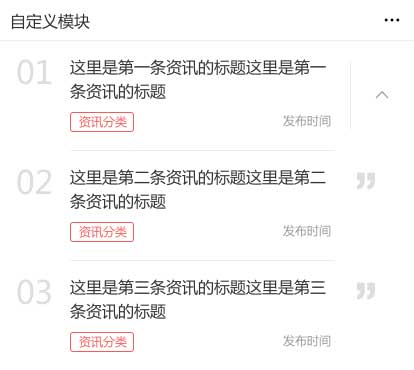 自定义模块
01
这里是第一条资讯的标题这里是第一
条资讯的标题
资讯分类 发布时间
02
这里是第二条资讯的标题这里是第二
条资讯的标题
资讯分类 发布时间
03
这里是第三条资讯的标题这里是第三
条资讯的标题
资讯分类 发布时间